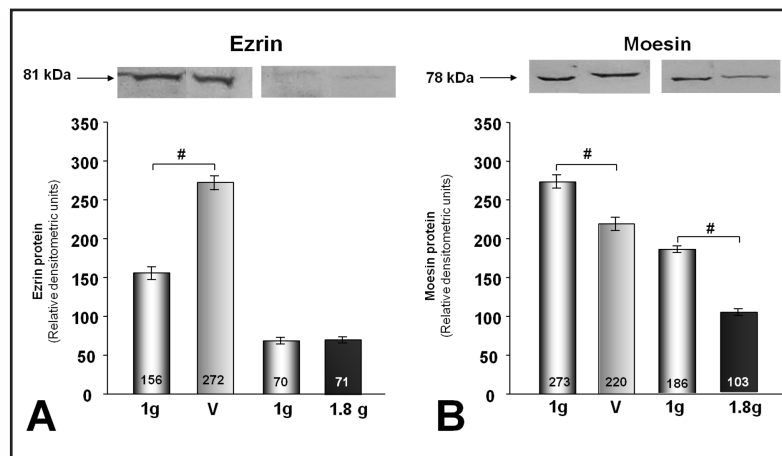 Ezrin
81 kDa
Ezrin protein
(Relative densitometric units)
350
300
250
200
150
100
50
0
#
156
272
70
71
1g
V
1g
1.8 g
A
Moesin
78 kDa
Moesin protein
(Relative densitometric units)
350
300
250
200
150
100
50
0
#
#
273
220
186
103
1g
V
1g
1.8g
B